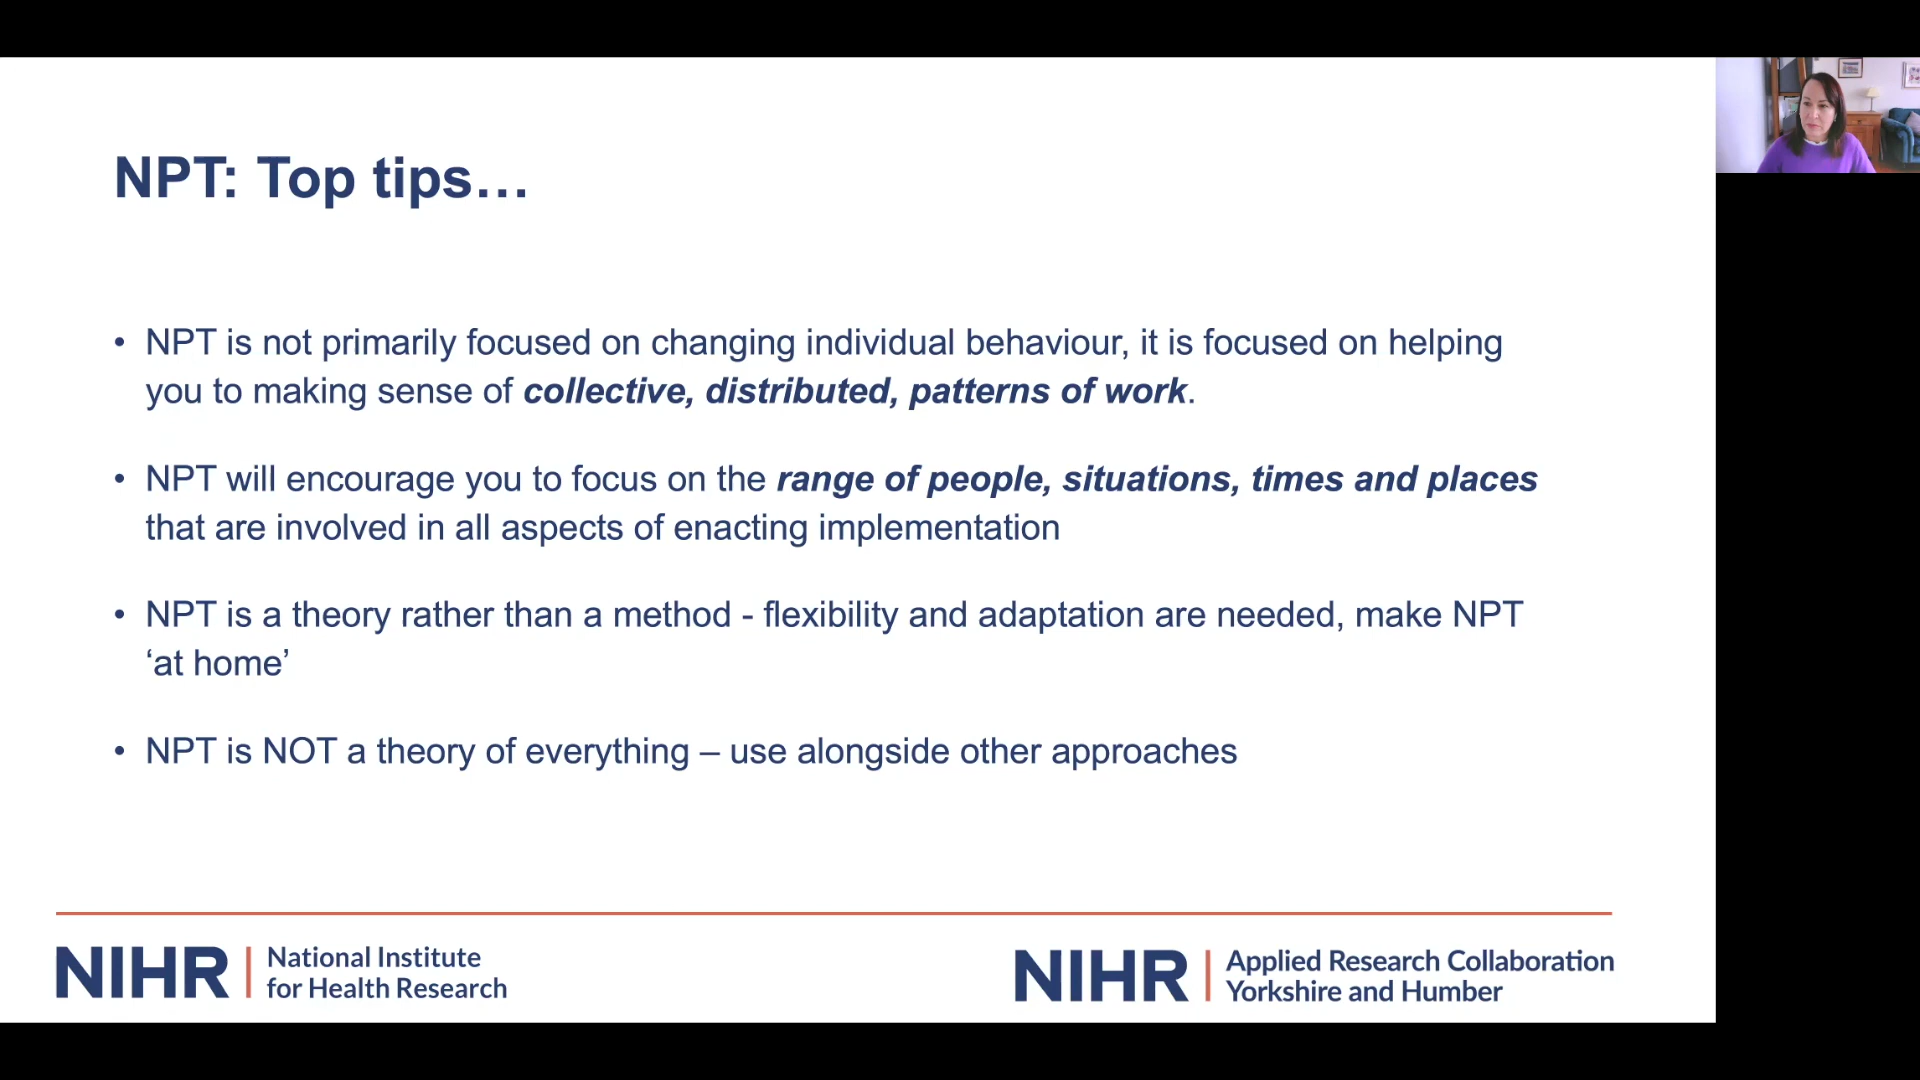 NPT: Top tips…
• NPT is not primarily focused on changing individual behaviour, it is focused on helping
you to making sense of collective, distributed, patterns of work.
• NPT will encourage you to focus on the range of people, situations, times and places
that are involved in all aspects of enacting implementation
• NPT is a theory rather than a method - flexibility and adaptation are needed, make NPT
‘at home’
• NPT is NOT a theory of everything – use alongside other approaches
NIHR | National Institute
for Health Research
NIHR | Applied Research Collaboration
Yorkshire and Humber